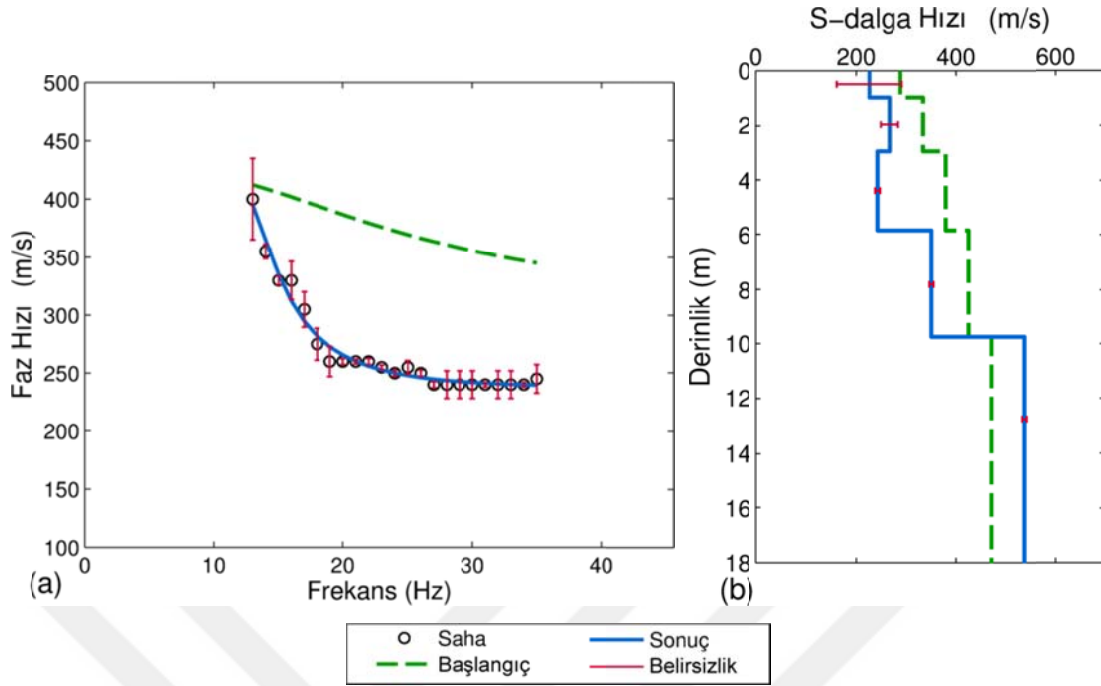 500
450
400
350
300
250
200
150
100
Faz Hızı (m/s)
0
10
20
30
40
Frekans (Hz)
(a)
S-dalga Hızı (m/s)
0
200
400
600
0
2
4
6
8
10
12
14
16
18
Derinlik (m)
(b)
Saha
Sonuç
Başlangıç
Belirsizlik